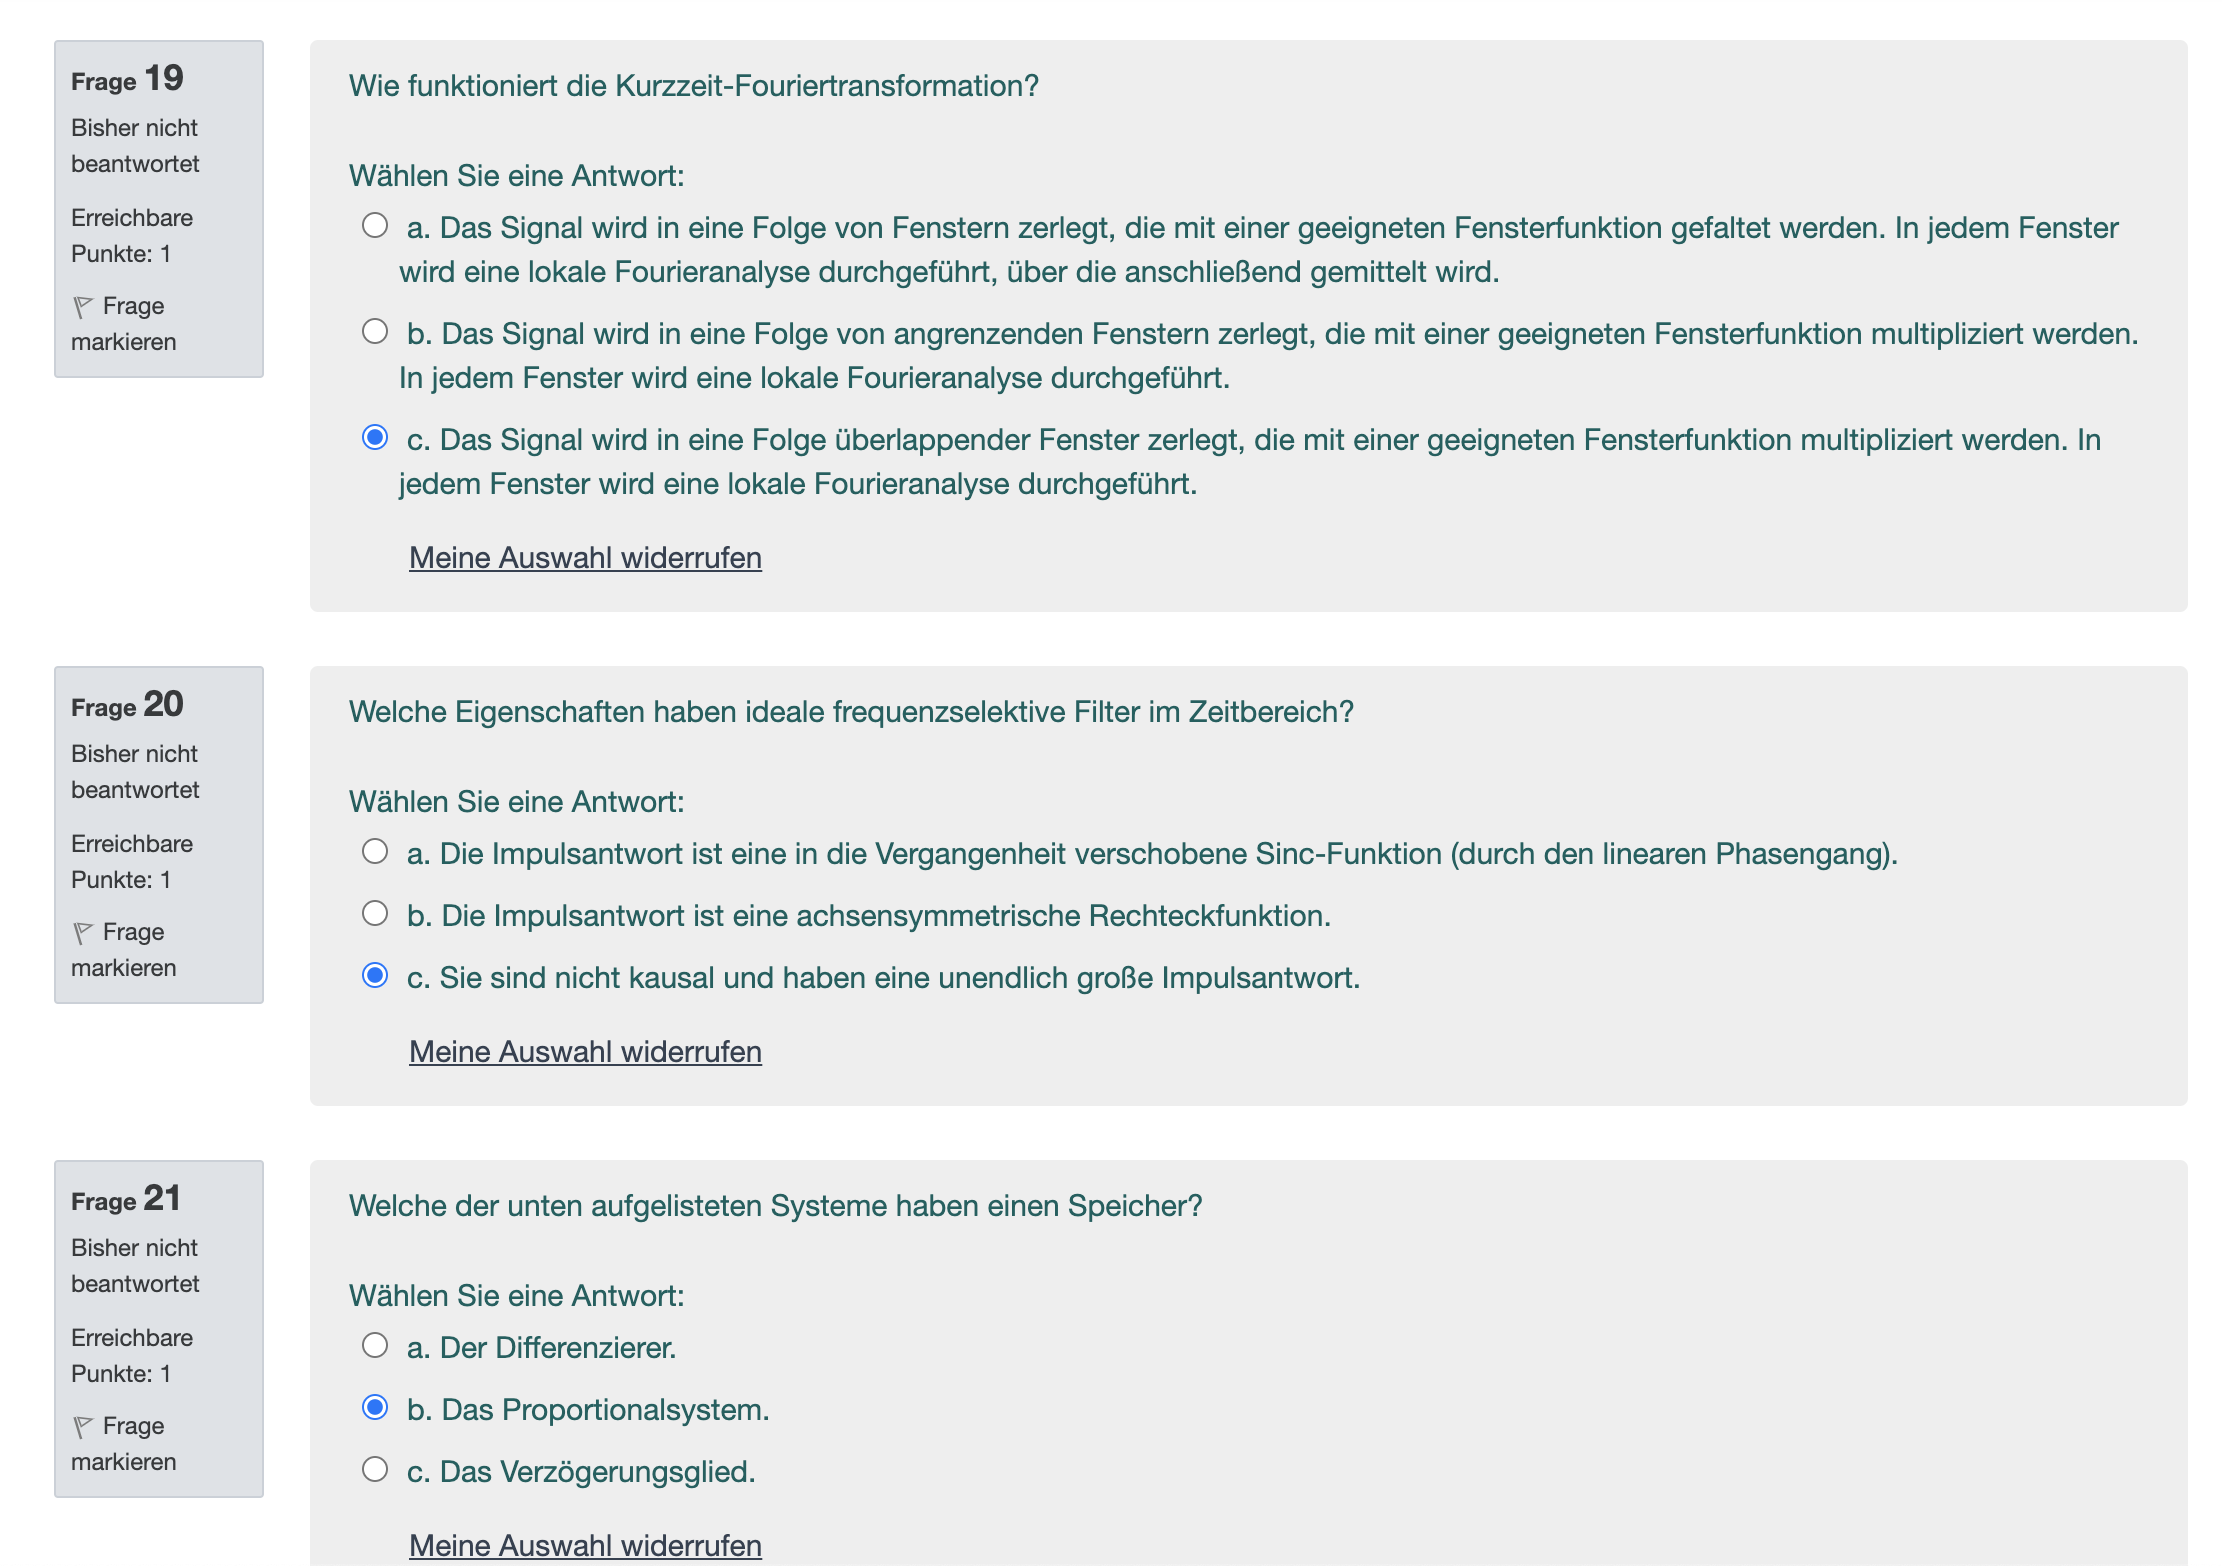 Frage 19
Bisher nicht
beantwortet
Erreichbare
Punkte: 1
Frage
markieren
Wie funktioniert die Kurzzeit-Fouriertransformation?
Wählen Sie eine Antwort:
a. Das Signal wird in eine Folge von Fenstern zerlegt, die mit einer geeigneten Fensterfunktion gefaltet werden. In jedem Fenster
wird eine lokale Fourieranalyse durchgeführt, über die anschließend gemittelt wird.
b. Das Signal wird in eine Folge von angrenzenden Fenstern zerlegt, die mit einer geeigneten Fensterfunktion multipliziert werden.
In jedem Fenster wird eine lokale Fourieranalyse durchgeführt.
c. Das Signal wird in eine Folge überlappender Fenster zerlegt, die mit einer geeigneten Fensterfunktion multipliziert werden. In
jedem Fenster wird eine lokale Fourieranalyse durchgeführt.
Meine Auswahl widerrufen
Frage 20
Bisher nicht
beantwortet
Erreichbare
Punkte: 1
Frage
markieren
Welche Eigenschaften haben ideale frequenzselektive Filter im Zeitbereich?
Wählen Sie eine Antwort:
a. Die Impulsantwort ist eine in die Vergangenheit verschobene Sinc-Funktion (durch den linearen Phasengang).
b. Die Impulsantwort ist eine achsensymmetrische Rechteckfunktion.
c. Sie sind nicht kausal und haben eine unendlich große Impulsantwort.
Meine Auswahl widerrufen
Frage 21
Bisher nicht
beantwortet
Erreichbare
Punkte: 1
Frage
markieren
Welche der unten aufgelisteten Systeme haben einen Speicher?
Wählen Sie eine Antwort:
a. Der Differenzierer.
b. Das Proportionalsystem.
c. Das Verzögerungsglied.
Meine Auswahl widerrufen